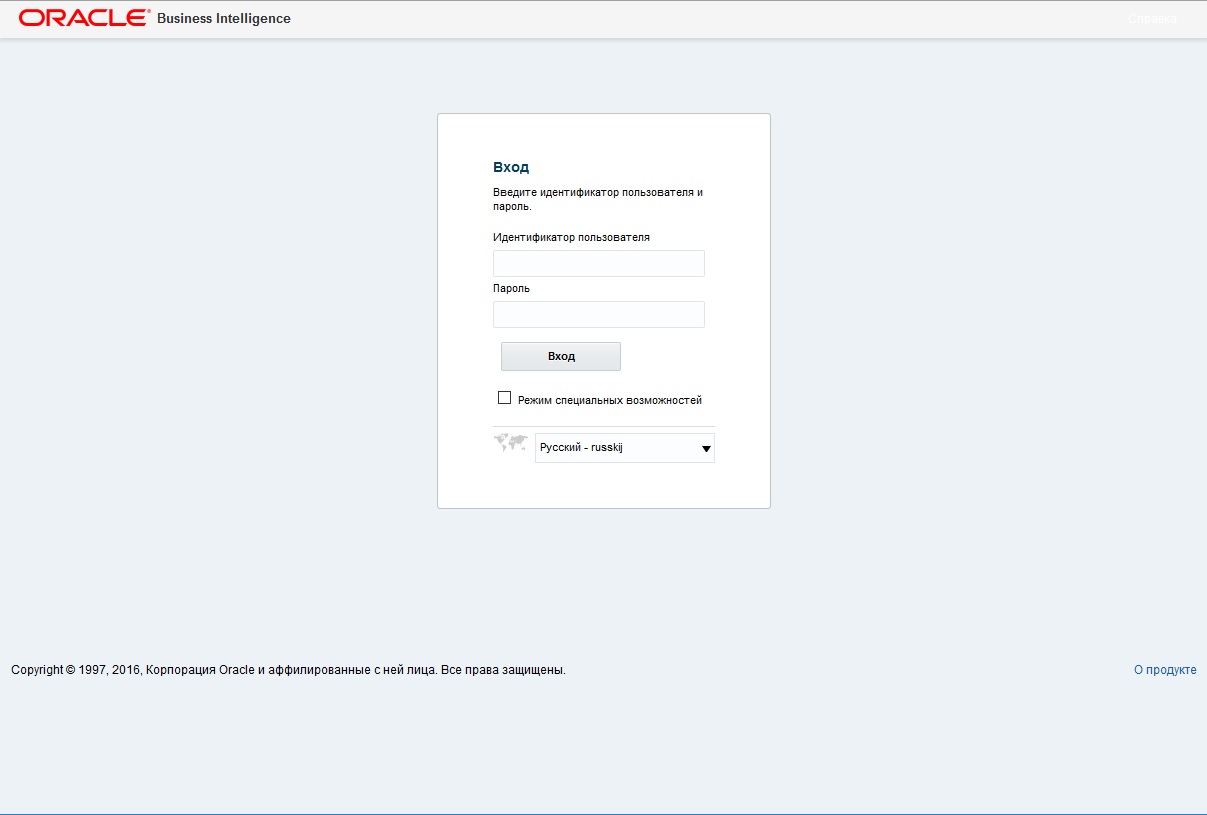 ORACLE® Business Intelligence
Справка
Вход
Введите идентификатор пользователя и
пароль.
Идентификатор пользователя
Пароль
Вход
Режим специальных возможностей
Русский - russkij
Copyright © 1997, 2016, Корпорация Oracle и аффилированные с ней лица. Все права защищены.
О продукте